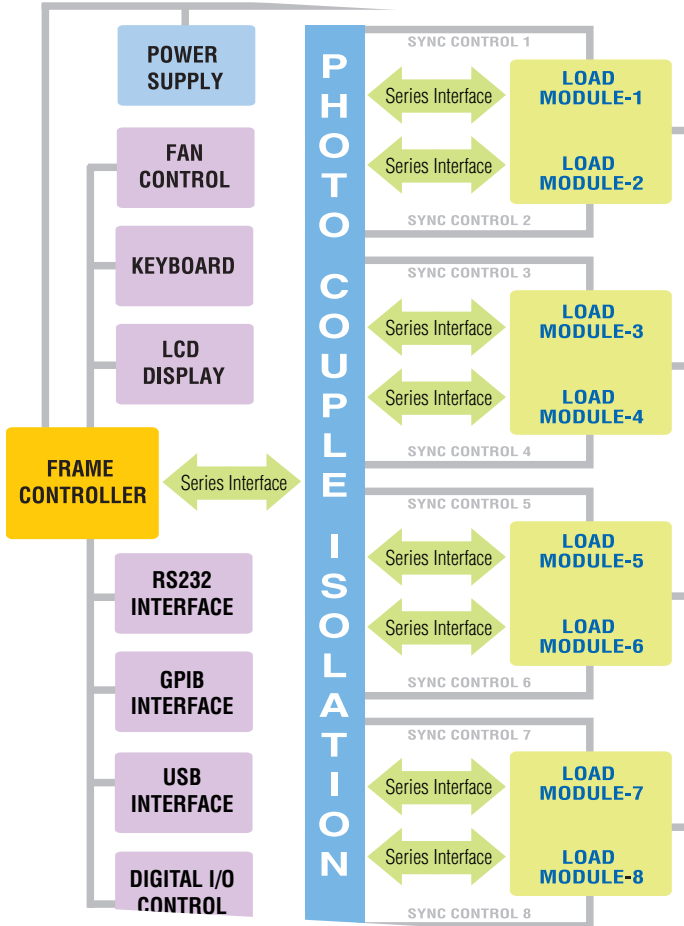 POWER
SUPPLY
FAN
CONTROL
KEYBOARD
LCD
DISPLAY
FRAME
CONTROLLER
Series Interface
RS232
INTERFACE
GPIB
INTERFACE
USB
INTERFACE
DIGITAL I/O
CONTROL
PHOTO COUPLE ISOLATION
SYNC CONTROL 1
Series Interface
LOAD
MODULE-1
Series Interface
LOAD
MODULE-2
SYNC CONTROL 2
SYNC CONTROL 3
Series Interface
LOAD
MODULE-3
Series Interface
LOAD
MODULE-4
SYNC CONTROL 4
SYNC CONTROL 5
Series Interface
LOAD
MODULE-5
Series Interface
LOAD
MODULE-6
SYNC CONTROL 6
SYNC CONTROL 7
Series Interface
LOAD
MODULE-7
Series Interface
LOAD
MODULE-8
SYNC CONTROL 8